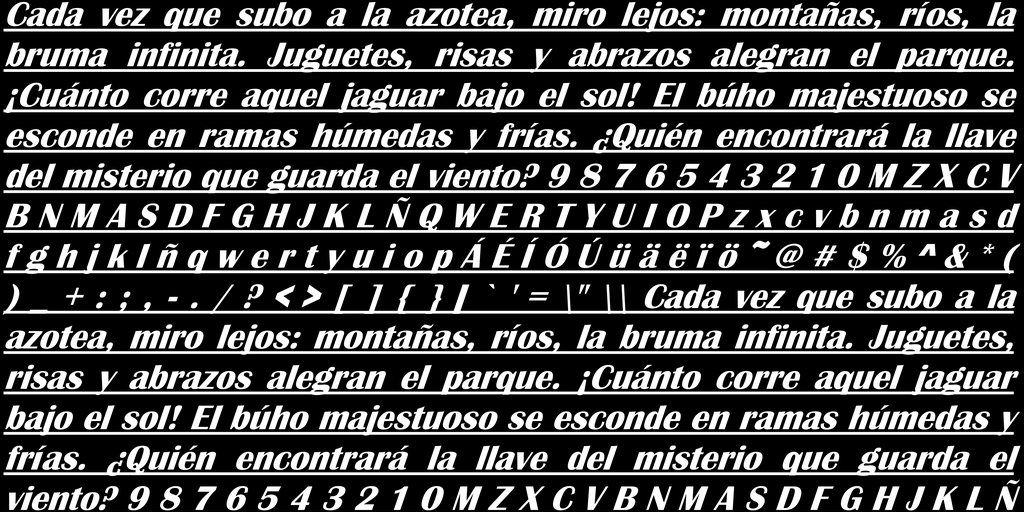 Cada vez que subo a la azotea, miro lejos: montañas, ríos, la
bruma infinita. Juguetes, risas y abrazos alegran el parque.
¡Cuánto corre aquel jaguar bajo el sol! El búho majestuoso se
esconde en ramas húmedas y frías. ¿Quién encontrará la llave
del misterio que guarda el viento? 9 8 7 6 5 4 3 2 1 0 M Z X C V
B N M A S D F G H J K L Ñ Q W E R T Y U I O P z x c v b n m a s d
f g h j k l ñ q w e r t y u i o p Á É Í Ó Ú ü ä ë ï ö ~ @ # $ % ^ & * (
) _ + : ; , - . / ? < > [ ] { } | ` ' = \" \ \ Cada vez que subo a la
azotea, miro lejos: montañas, ríos, la bruma infinita. Juguetes,
risas y abrazos alegran el parque. ¡Cuánto corre aquel jaguar
bajo el sol! El búho majestuoso se esconde en ramas húmedas y
frías. ¿Quién encontrará la llave del misterio que guarda el
viento? 9 8 7 6 5 4 3 2 1 0 M Z X C V B N M A S D F G H J K L Ñ